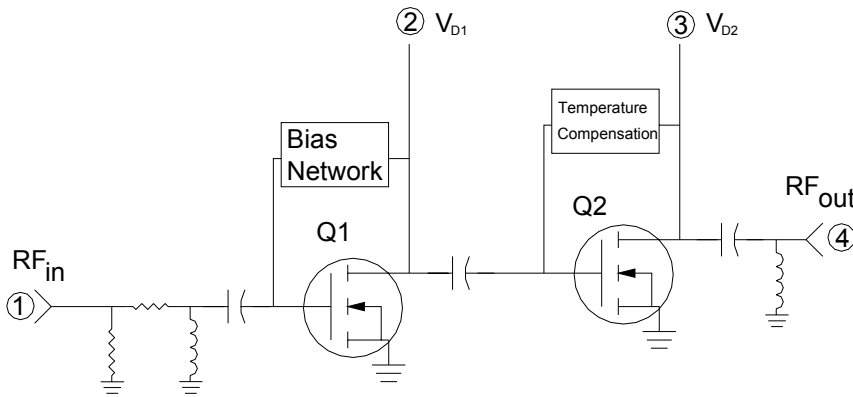 ② V_D1
③ V_D2
Temperature
Compensation
Bias
Network
RF_out
Q2
Q1
④
RF_in
①